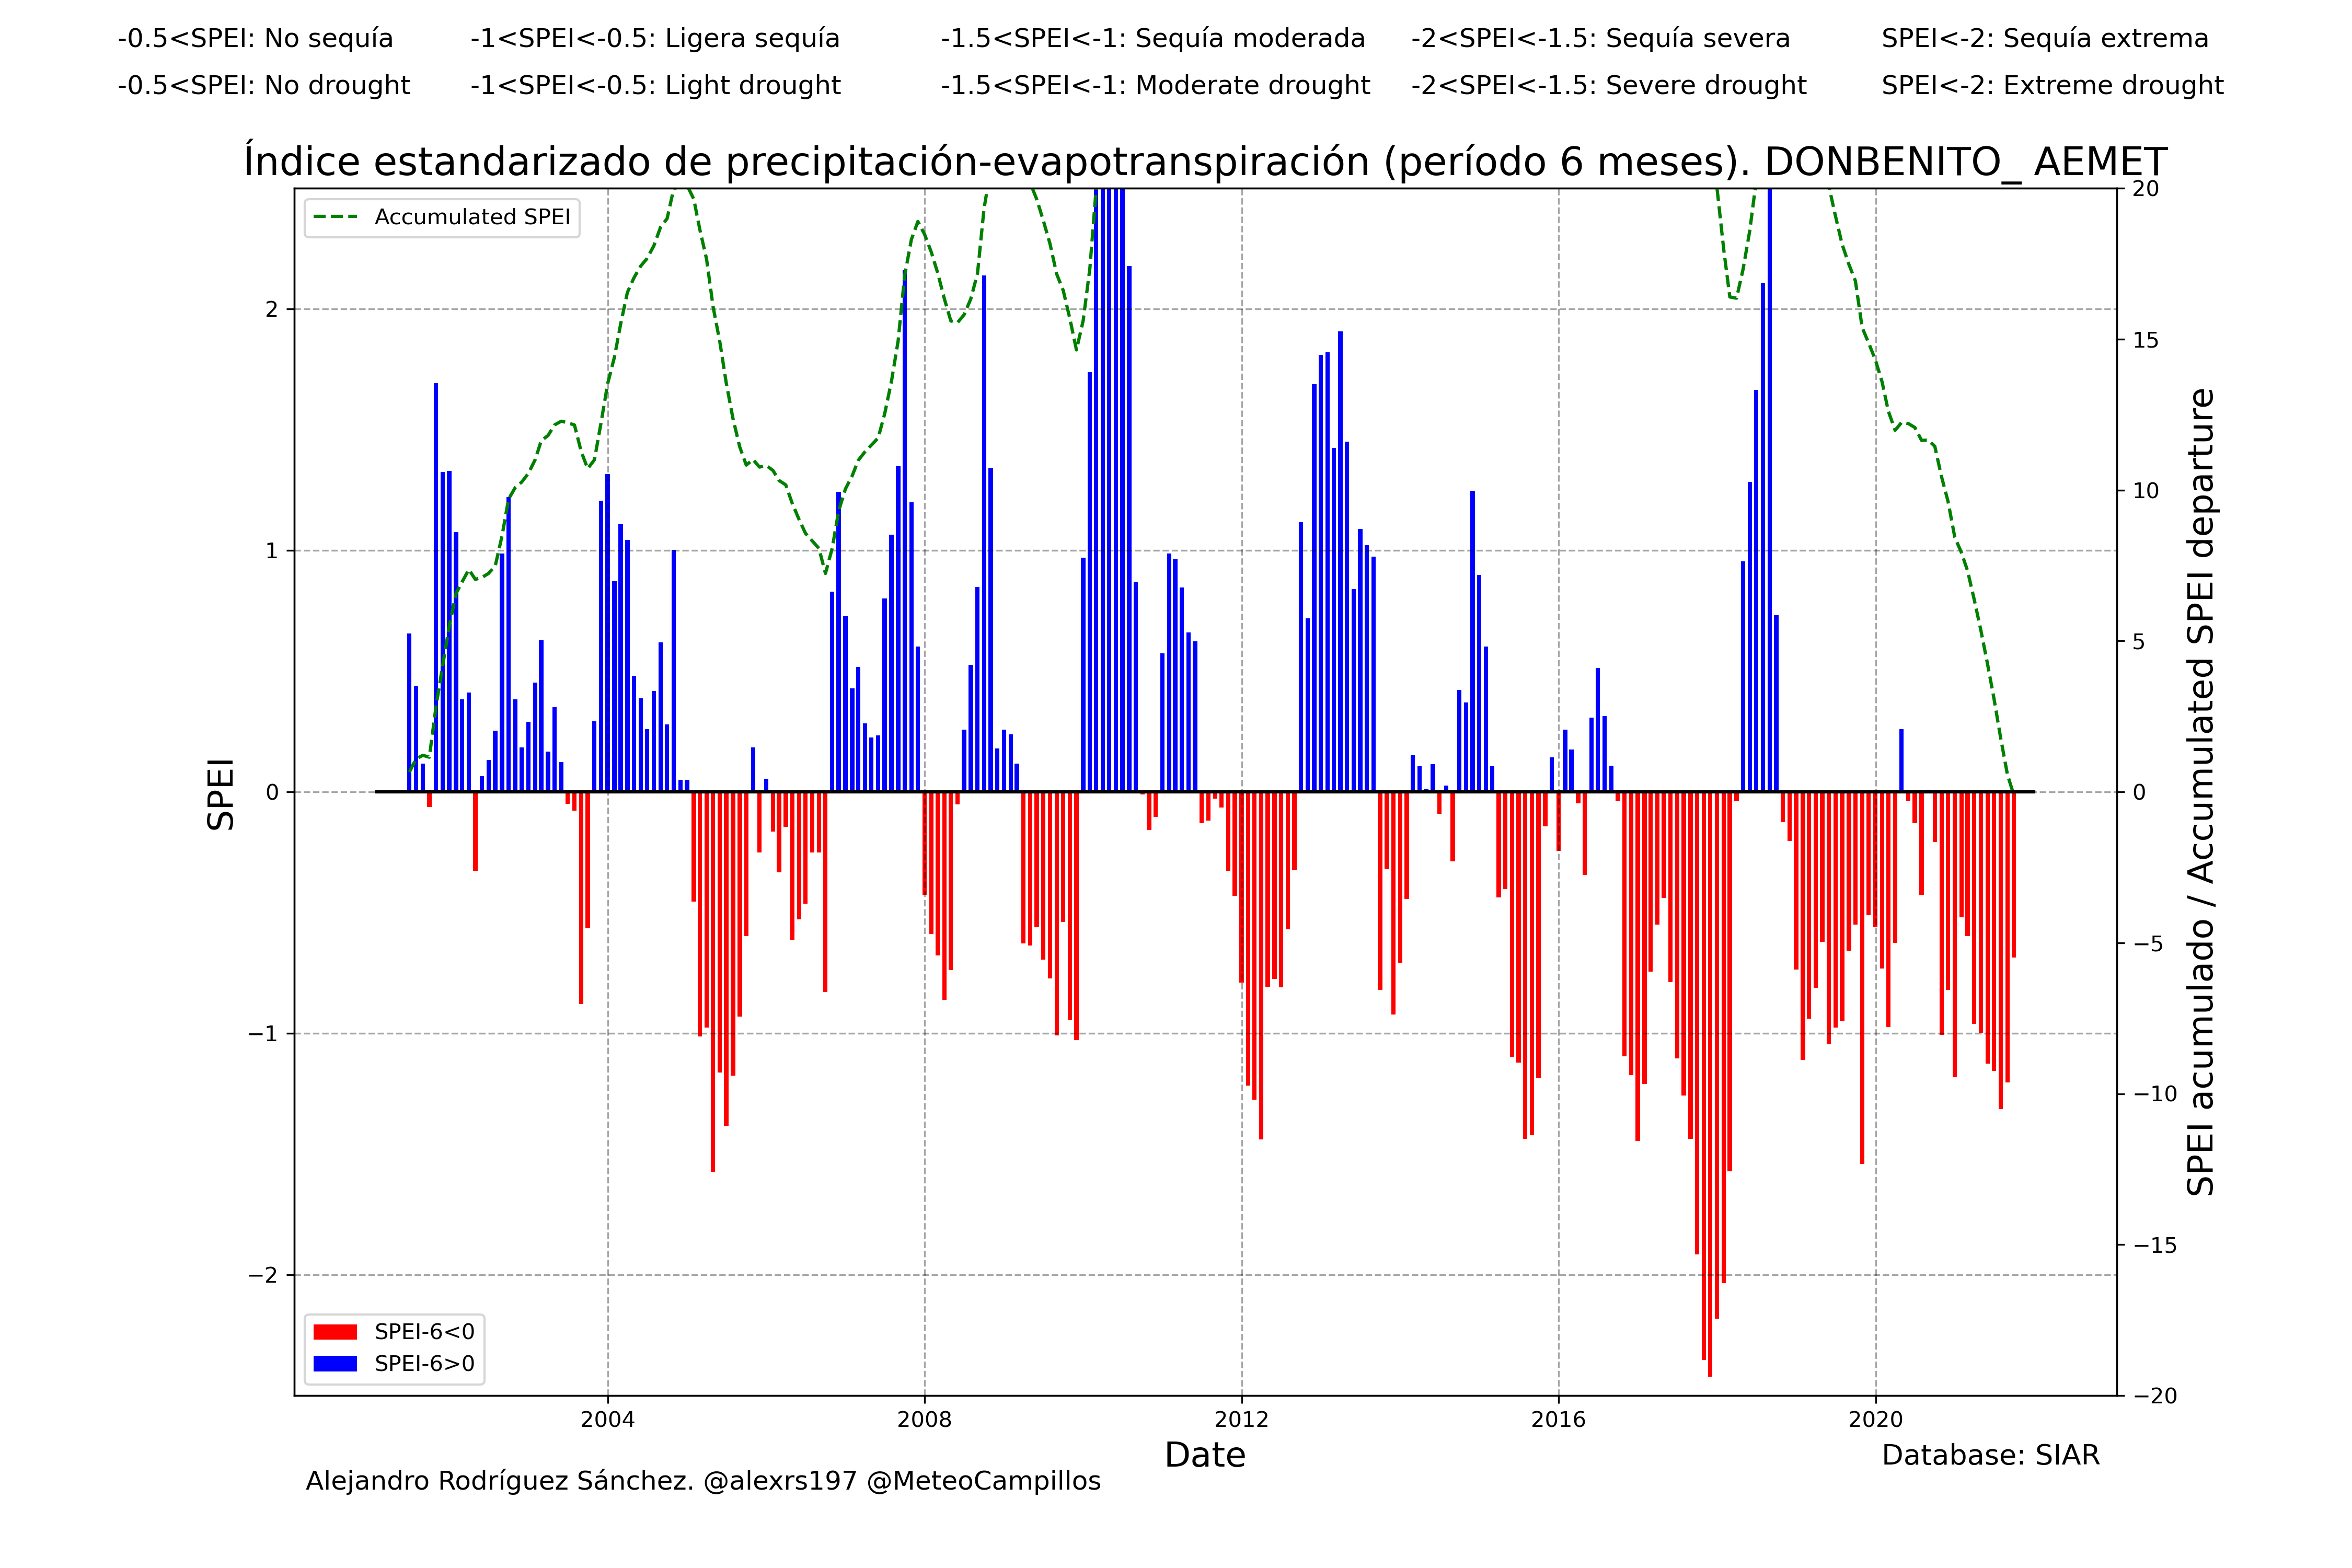 -0.5<SPEI: No sequía -1<SPEI<-0.5: Ligera sequía -1.5<SPEI<-1: Sequía moderada -2<SPEI<-1.5: Sequía severa SPEI<-2: Sequía extrema
-0.5<SPEI: No drought -1<SPEI<-0.5: Light drought -1.5<SPEI<-1: Moderate drought -2<SPEI<-1.5: Severe drought SPEI<-2: Extreme drought
Índice estandarizado de precipitación-evapotranspiración (período 6 meses). DONBENITO_ AEMET
Accumulated SPEI
SPEI
2
1
0
−1
−2
20
15
10
5
0
−5
−10
−15
−20
SPEI acumulado / Accumulated SPEI departure
SPEI-6<0
SPEI-6>0
2004 2008 2012 2016 2020
Date
Database: SIAR
Alejandro Rodríguez Sánchez. @alexrs197 @MeteoCampillos